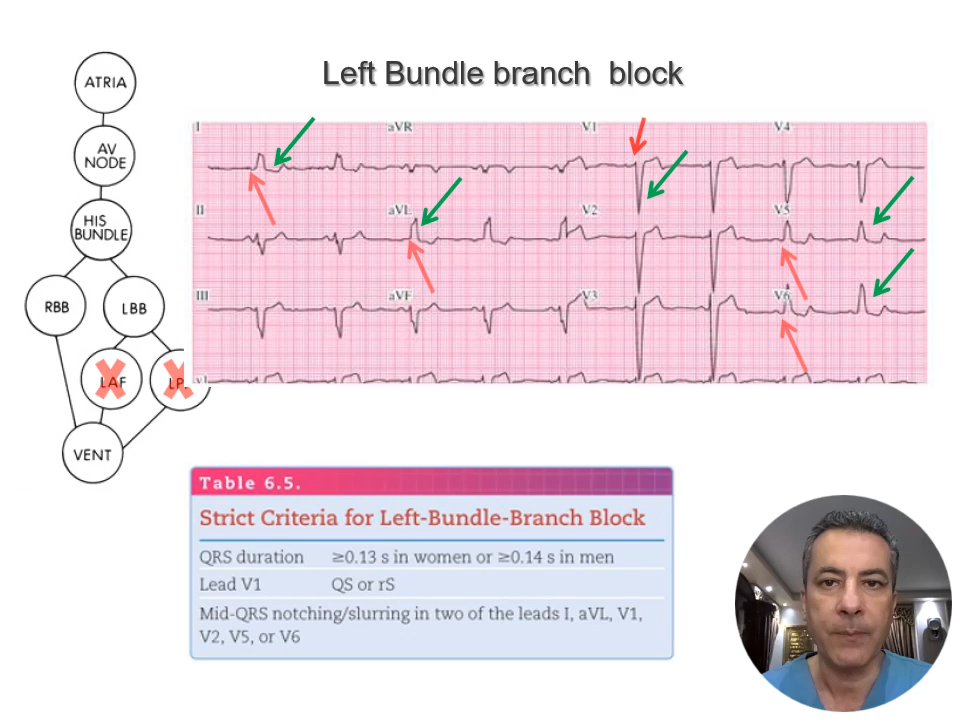 Left Bundle branch block
ATRIA
AV
NODE
HIS
BUNDLE
RBB
LBB
LAF
VENT
I
aVR
V1
V4
II
aVL
V2
V5
III
aVF
V3
V6
Table 6.5.
Strict Criteria for Left-Bundle-Branch Block
QRS duration ≥0.13 s in women or ≥0.14 s in men
Lead V1 QS or rS
Mid-QRS notching/slurring in two of the leads I, aVL, V1,
V2, V5, or V6